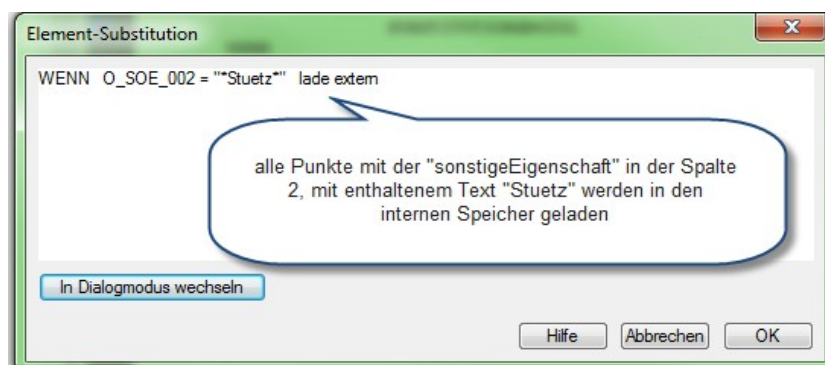 Element-Substitution
WENN O_SOE_002 = "*Stuetz*" lade extern
alle Punkte mit der "sonstigeEigenschaft" in der Spalte
2, mit enthaltenem Text "Stuetz" werden in den
internen Speicher geladen
In Dialogmodus wechseln
Hilfe Abbrechen OK